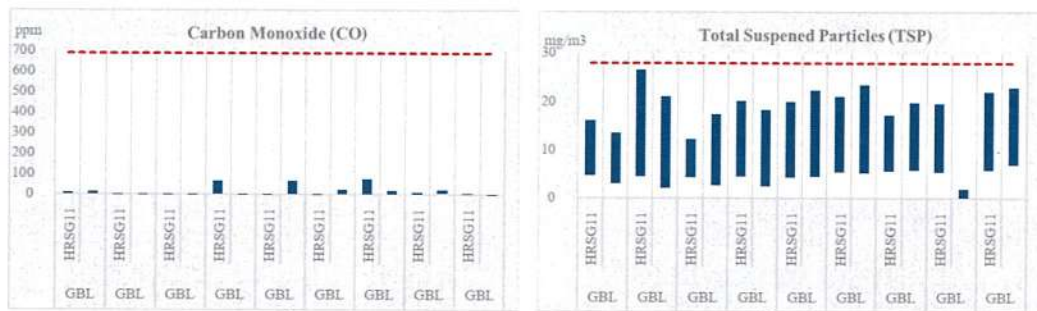 Carbon Monoxide (CO)
ppm
700
600
500
400
300
200
100
0
HRSG11
HRSG11
HRSG11
HRSG11
HRSG11
HRSG11
HRSG11
HRSG11
HRSG11
GBL
GBL
GBL
GBL
GBL
GBL
GBL
GBL
GBL
Total Suspened Particles (TSP)
mg/m3
30
20
10
0
HRSG11
HRSG11
HRSG11
HRSG11
HRSG11
HRSG11
HRSG11
HRSG11
HRSG11
GBL
GBL
GBL
GBL
GBL
GBL
GBL
GBL
GBL